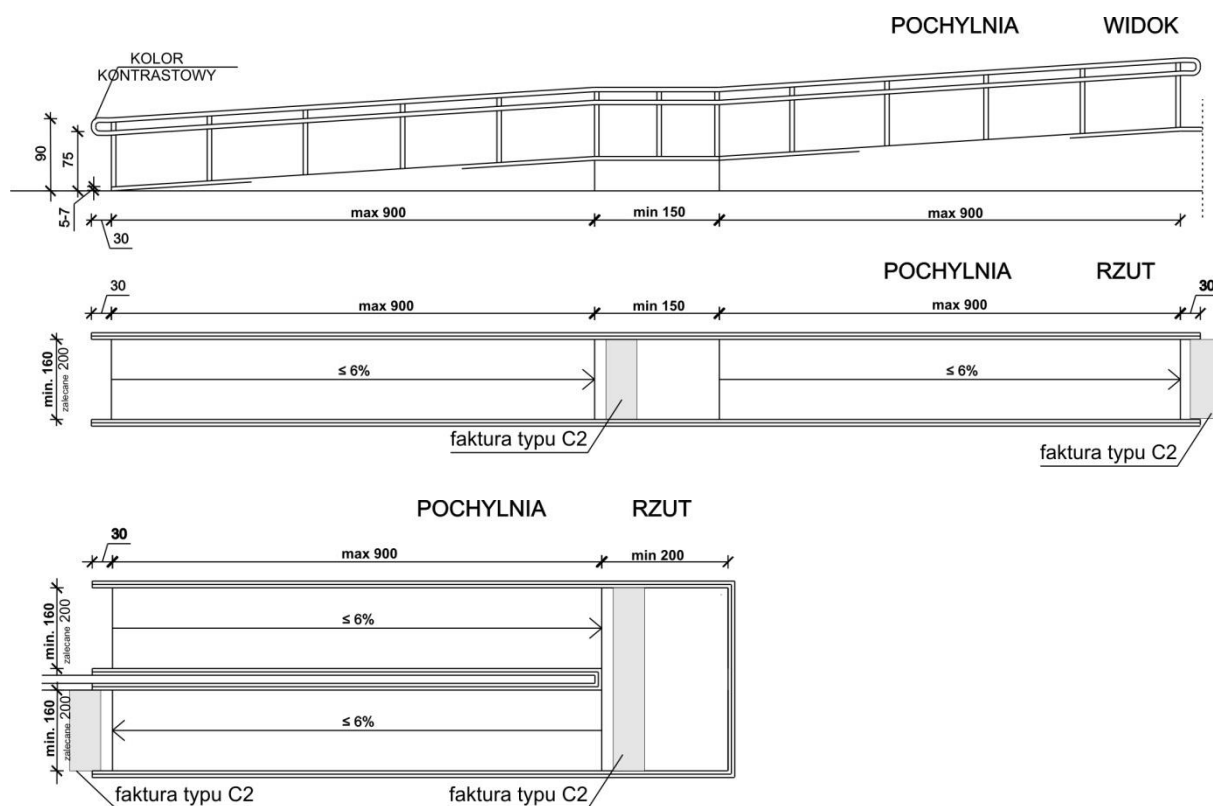 POCHYLNIA WIDOK
KOLOR
KONTRASTOWY
90
75
5-7
30
max 900
min 150
max 900
POCHYLNIA RZUT
30
max 900
min 150
max 900
30
min. 160
zalecane 200
≤ 6%
≤ 6%
faktura typu C2
faktura typu C2
POCHYLNIA RZUT
30
max 900
min 200
min. 160
zalecane 200
≤ 6%
min. 160
zalecane 200
≤ 6%
faktura typu C2
faktura typu C2